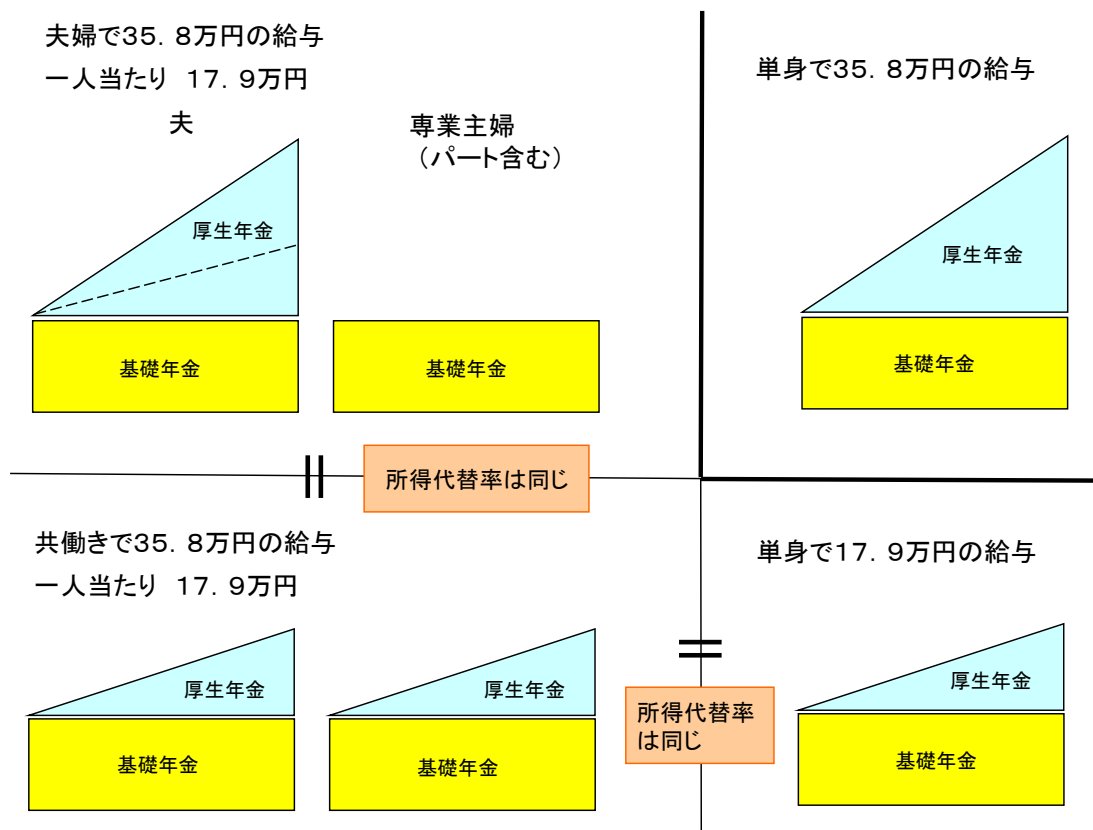 夫婦で35．8万円の給与
一人当たり　17．9万円
夫
専業主婦
（パート含む）
厚生年金
基礎年金
基礎年金
単身で35．8万円の給与
厚生年金
基礎年金
所得代替率は同じ
共働きで35．8万円の給与
一人当たり　17．9万円
厚生年金
厚生年金
基礎年金
基礎年金
単身で17．9万円の給与
所得代替率
は同じ
厚生年金
基礎年金